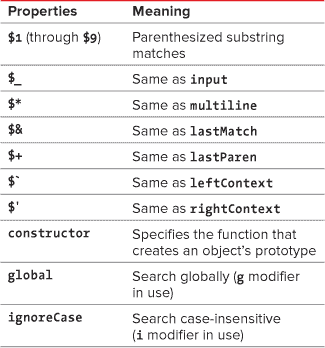 Properties Meaning
$1 (through $9) Parenthesized substring
matches
$_ Same as input
$* Same as multiline
$& Same as lastMatch
$+ Same as lastParen
$` Same as leftContext
$' Same as rightContext
constructor Specifies the function that
creates an object’s prototype
global Search globally (g modifier
in use)
ignoreCase Search case-insensitive
(i modifier in use)